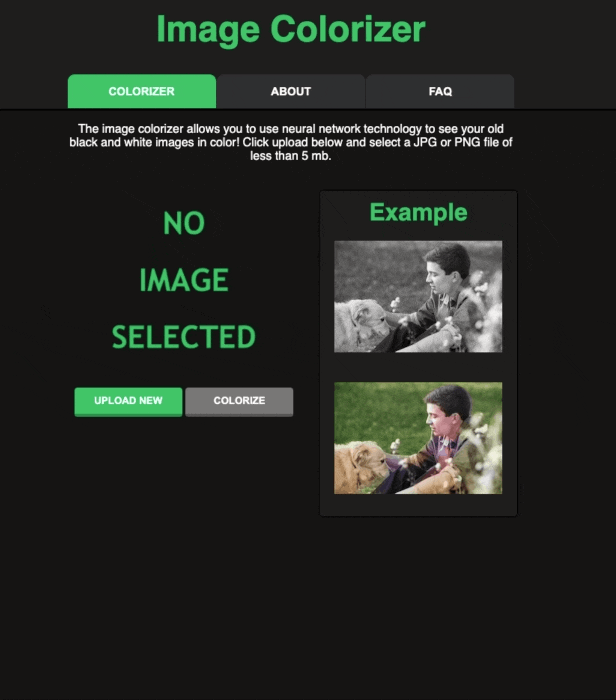 Image Colorizer
COLORIZER
ABOUT
FAQ
The image colorizer allows you to use neural network technology to see your old
black and white images in color! Click upload below and select a JPG or PNG file of
less than 5 mb.
NO
IMAGE
SELECTED
UPLOAD NEW
COLORIZE
Example